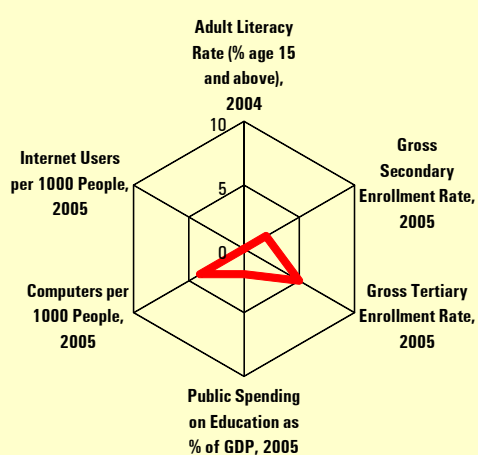 Adult Literacy
Rate (% age 15
and above),
2004
10
5
0
Gross
Secondary
Enrollment Rate,
2005
Gross Tertiary
Enrollment Rate,
2005
Public Spending
on Education as
% of GDP, 2005
Computers per
1000 People,
2005
Internet Users
per 1000 People,
2005